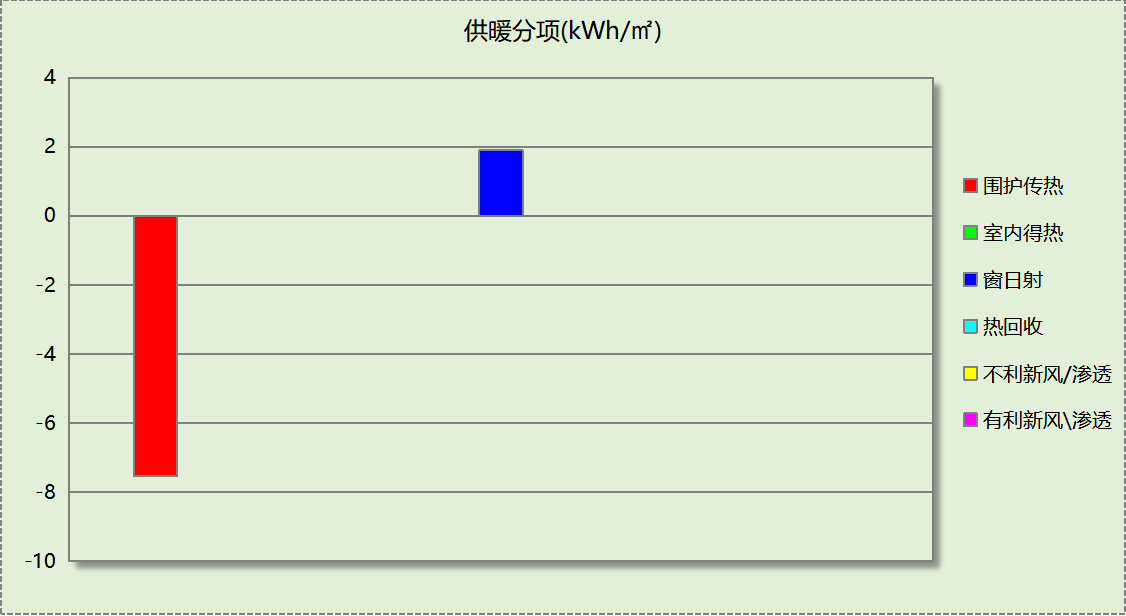 供暖分项(kWh/㎡)
4
2
0
-2
-4
-6
-8
-10
围护传热
室内得热
窗日射
热回收
不利新风/渗透
有利新风\渗透